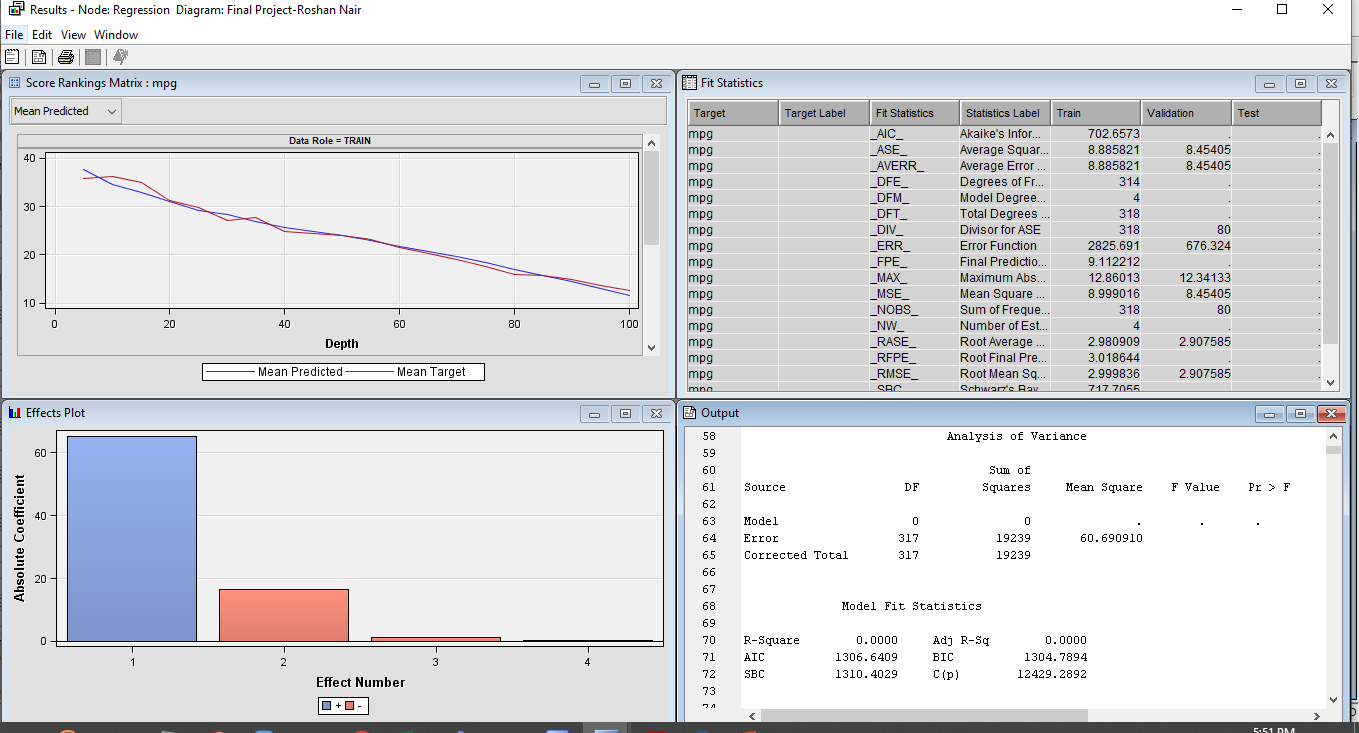 Results - Node: Regression Diagram: Final Project-Roshan Nair
File Edit View Window
Score Rankings Matrix : mpg
Mean Predicted
Data Role = TRAIN
40
30
20
10
0 20 40 60 80 100
Depth
Mean Predicted Mean Target
Fit Statistics
Target Target Label Fit Statistics Statistics Label Train Validation Test
mpg _AIC_ Akaike's Infor... 702.6573 . .
mpg _ASE_ Average Squar... 8.885821 8.45405 .
mpg _AVERR_ Average Error ... 8.885821 8.45405 .
mpg _DFE_ Degrees of Fr... 314 . .
mpg _DFM_ Model Degree... 4 . .
mpg _DFT_ Total Degrees ... 318 . .
mpg _DIV_ Divisor for ASE 318 80 .
mpg _ERR_ Error Function 2825.691 676.324 .
mpg _FPE_ Final Predictio... 9.112212 . .
mpg _MAX_ Maximum Abs... 12.86013 12.34133 .
mpg _MSE_ Mean Square ... 8.999016 8.45405 .
mpg _NOBS_ Sum of Freque... 318 80 .
mpg _NW_ Number of Est... 4 . .
mpg _RASE_ Root Average ... 2.980909 2.907585 .
mpg _RFPE_ Root Final Pre... 3.018644 . .
mpg _RMSE_ Root Mean Sq... 2.999836 2.907585 .
mpg _SBC_ Schwarz's Bay... 717.7055
Effects Plot
Absolute Coefficient
60
40
20
0
1 2 3 4
Effect Number
+ -
Output
58 Analysis of Variance
59
60 Sum of
61 Source DF Squares Mean Square F Value Pr > F
62
63 Model 0 0 . . .
64 Error 317 19239 60.690910
65 Corrected Total 317 19239
66
67
68 Model Fit Statistics
69
70 R-Square 0.0000 Adj R-Sq 0.0000
71 AIC 1306.6409 BIC 1304.7894
72 SBC 1310.4029 C(p) 12429.2892
73
74
5:51 PM